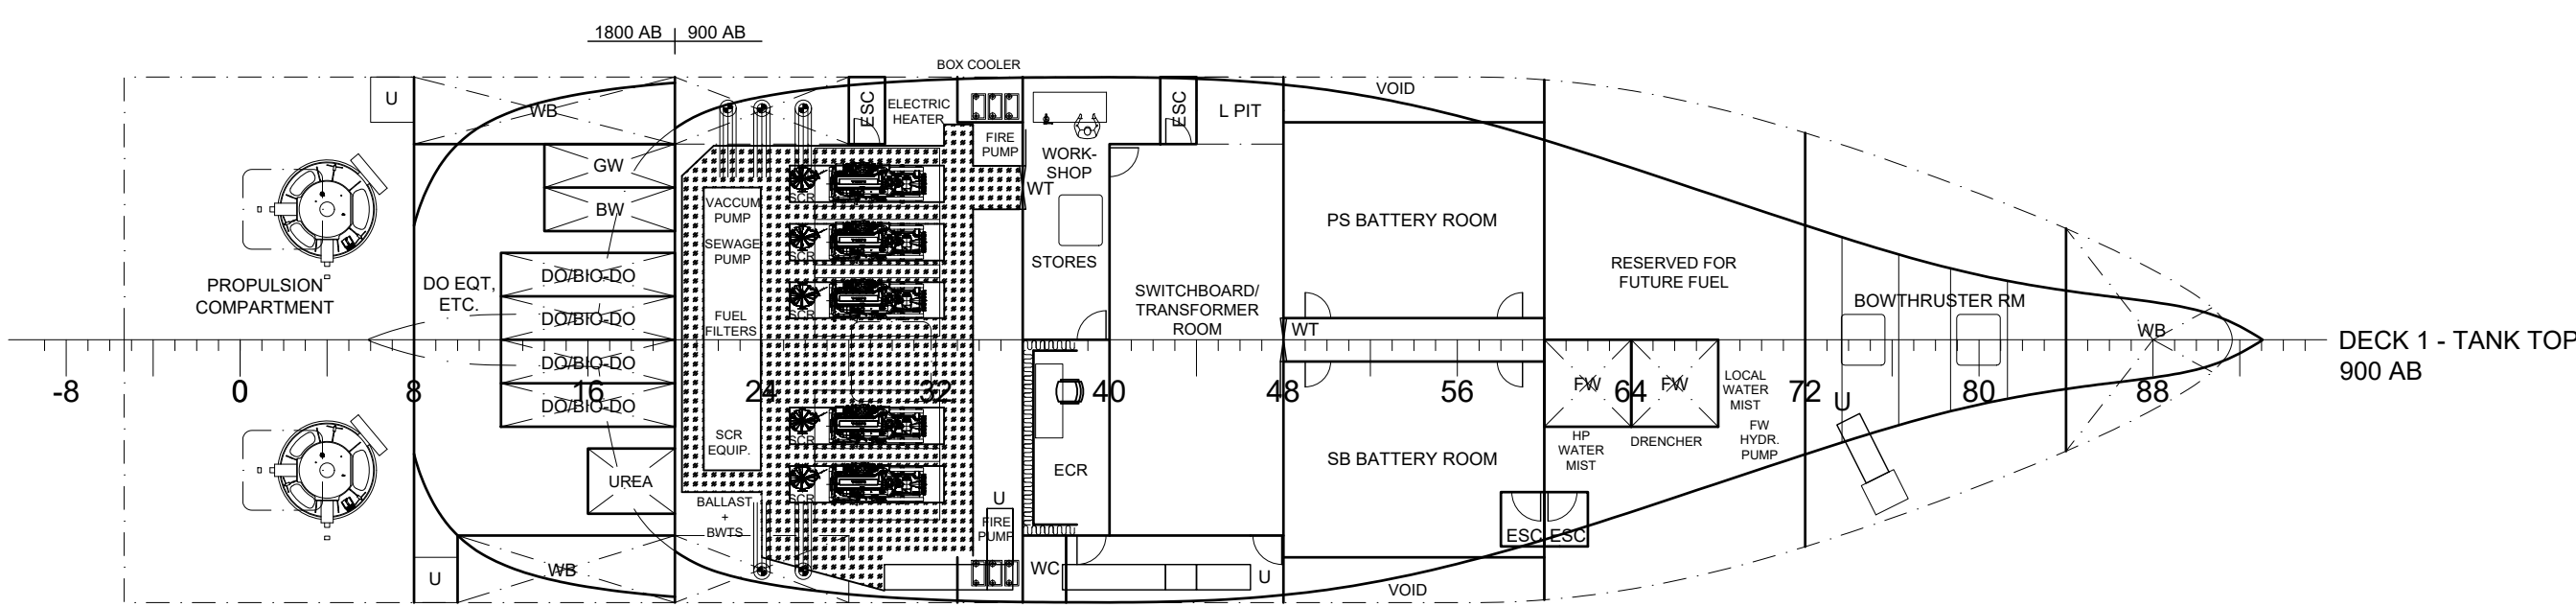 1800 AB
900 AB
BOX COOLER
U
WB
ESC
ELECTRIC
HEATER
FIRE
PUMP
WORK-
SHOP
ESC
L PIT
VOID
GW
BW
VACCUM
PUMP
SEWAGE
PUMP
SCR
SCR
SCR
WT
STORES
PS BATTERY ROOM
PROPULSION
COMPARTMENT
DO EQT,
ETC.
DO/BIO-DO
DO/BIO-DO
DO/BIO-DO
DO/BIO-DO
FUEL
FILTERS
SWITCHBOARD/
TRANSFORMER
ROOM
WT
RESERVED FOR
FUTURE FUEL
BOWTHRUSTER RM
WB
DECK 1 - TANK TOP
900 AB
-8
0
8
16
24
32
40
48
56
64
72
80
88
FW
FW
LOCAL
WATER
MIST
FW
HYDR.
PUMP
HP
WATER
MIST
DRENCHER
U
SCR
EQUIP.
SCR
SCR
ECR
SB BATTERY ROOM
UREA
BALLAST
+
BWTS
U
FIRE
PUMP
ESC
ESC
U
WB
WC
U
VOID